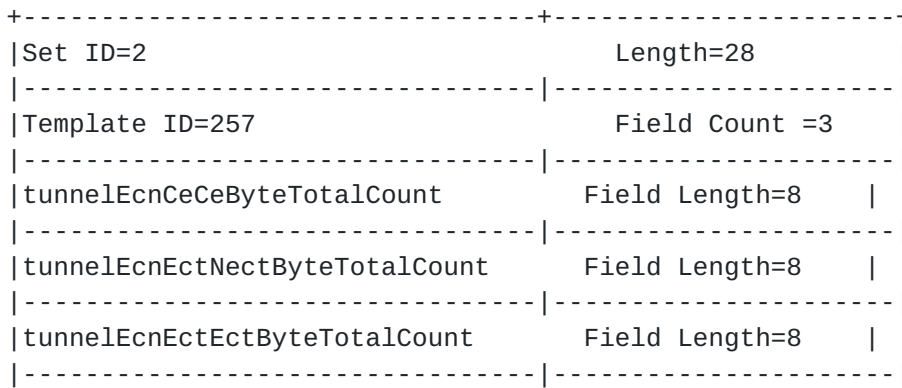 +---------------------------------+----------------------+
|Set ID=2 Length=28
|---------------------------------|----------------------
|Template ID=257 Field Count =3
|---------------------------------|----------------------
|tunnelEcnCeCeByteTotalCount Field Length=8 |
|---------------------------------|----------------------
|tunnelEcnEctNectByteTotalCount Field Length=8 |
|---------------------------------|----------------------
|tunnelEcnEctEctByteTotalCount Field Length=8 |
|---------------------------------|----------------------